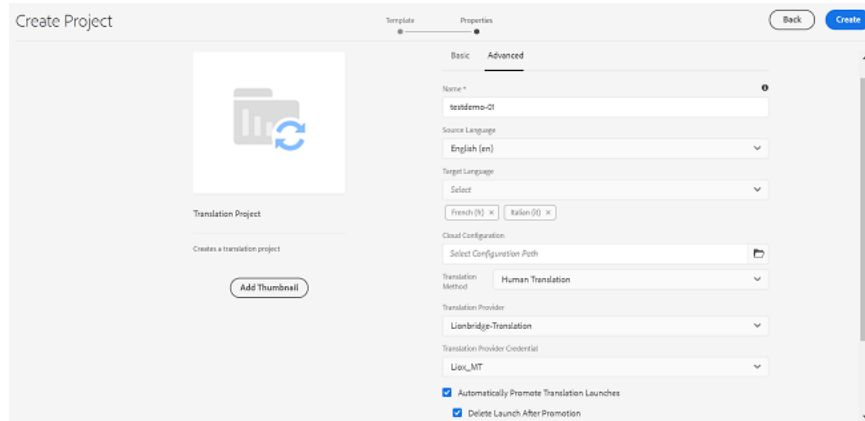 Create Project
Template
Properties
Back
Create
Translation Project
Creates a translation project
Add Thumbnail
Basic
Advanced
Name *
testdemo-01
Source Language
English (en)
Target Language
Select
French (fr) ×
Italian (it) ×
Cloud Configuration
Select Configuration Path
Translation
Method
Human Translation
Translation Provider
Lionbridge-Translation
Translation Provider Credential
Liox_MT
Automatically Promote Translation Launches
Delete Launch After Promotion